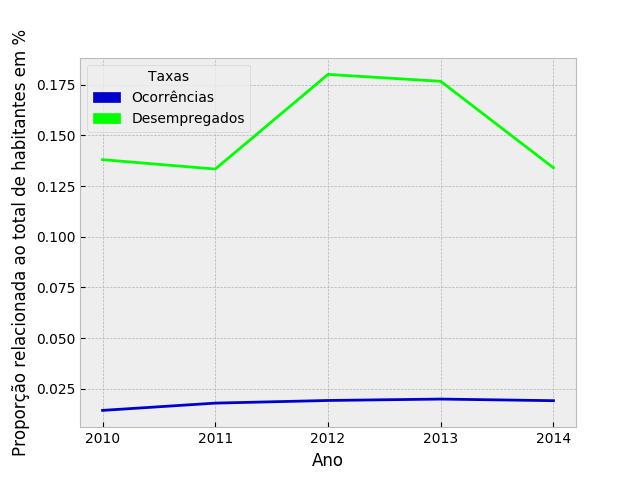 Proporção relacionada ao total de habitantes em %
0.175
0.150
0.125
0.100
0.075
0.050
0.025
Taxas
Ocorrências
Desempregados
2010 2011 2012 2013 2014
Ano